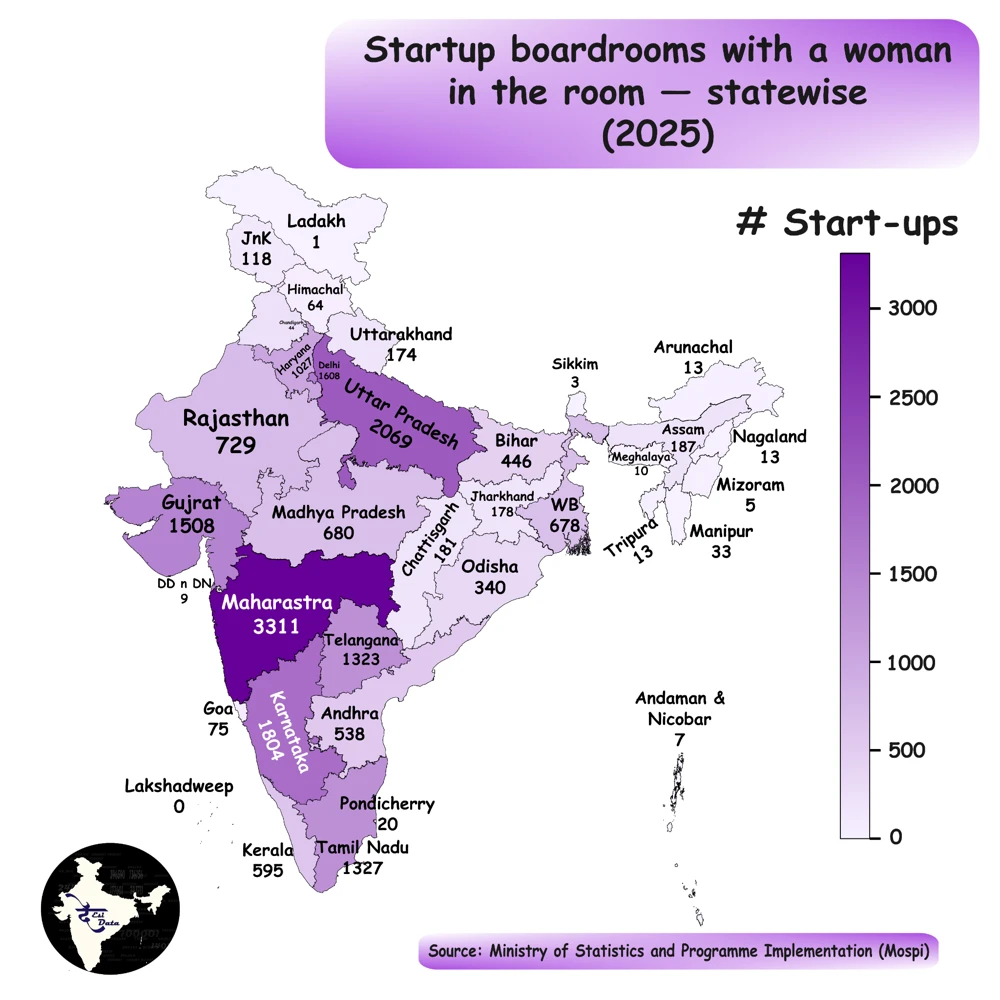 Startup boardrooms with a woman
in the room — statewise
(2025)
# Start-ups
3000
2500
2000
1500
1000
500
0
Ladakh
1
JnK
118
Himachal
64
Chandigarh
44
Uttarakhand
174
Haryana
1027
Delhi
1608
Uttar Pradesh
2069
Rajasthan
729
Sikkim
3
Arunachal
13
Assam
187
Nagaland
13
Meghalaya
10
Mizoram
5
Manipur
33
Tripura
13
Bihar
446
Jharkhand
178
WB
678
Gujrat
1508
Madhya Pradesh
680
Chattisgarh
181
Odisha
340
DD n DN
9
Maharastra
3311
Telangana
1323
Goa
75
Karnataka
1804
Andhra
538
Andaman &
Nicobar
7
Lakshadweep
0
Pondicherry
20
Kerala
595
Tamil Nadu
1327
Esi
Data
Source: Ministry of Statistics and Programme Implementation (Mospi)